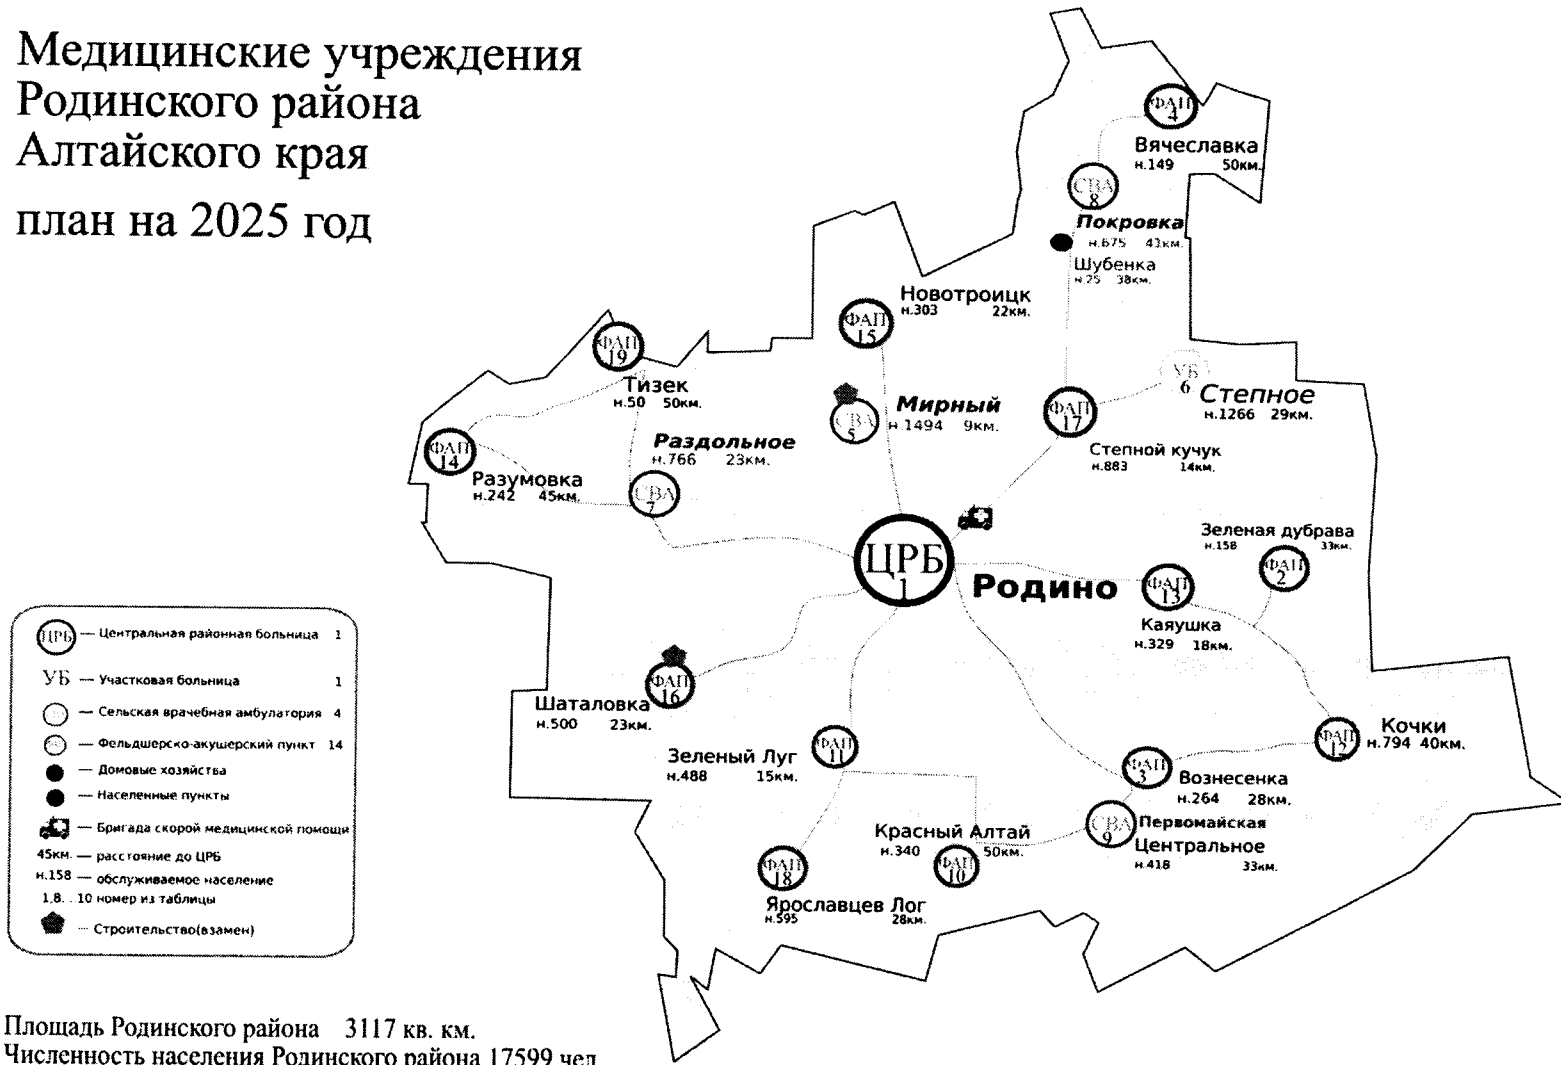 Медицинские учреждения
Родинского района
Алтайского края
план на 2025 год
ФАП
4
Вячеславка
н.149 50км.
СВА
8
Покровка
н.675 41км.
Шубенка
н.25 38км.
Новотроицк
н.303 22км.
ФАП
15
ФАП
19
Тизек
н.50 50км.
УБ
6
Степное
н.1266 29км.
Мирный
н.1494 9км.
СВА
5
ФАП
17
Степной кучук
н.883 14км.
Раздольное
н.766 23км.
ФАП
14
Разумовка
н.242 45км.
СВА
7
ЦРБ
1
Родино
Зеленая дубрава
н.158 33км.
ФАП
2
ФАП
13
Каяушка
н.329 18км.
ФАП
16
Шаталовка
н.500 23км.
ФАП
11
Зеленый Луг
н.488 15км.
ФАП
12
Кочки
н.794 40км.
ФАП
3
Вознесенка
н.264 28км.
СВА
9
Первомайская
Центральное
н.418 33км.
Красный Алтай
н.340 50км.
ФАП
10
ФАП
18
Ярославцев Лог
н.595 28км.
ЦРБ — Центральная районная больница 1
УБ — Участковая больница 1
— Сельская врачебная амбулатория 4
— Фельдшерско-акушерский пункт 14
— Домовые хозяйства
— Населенные пункты
— Бригада скорой медицинской помощи
45км. — расстояние до ЦРБ
н.158 — обслуживаемое население
1,8. . 10 номер из таблицы
— Строительство(взамен)
Площадь Родинского района 3117 кв. км.
Численность населения Родинского района 17599 чел